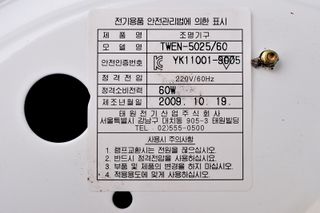 전기용품 안전관리법에 의한 표시
제 품 명 조명기구
모 델 명 TWEN-5025/60
안전인증번호 YK11001-9005
정 격 전 압 220V/60Hz
정격소비전력 60W
제조년월일 2009. 10. 19.
태 원 전 기 산 업 주 식 회 사
서울특별시 강남구 대치동 905-3 태원빌딩
TEL : 02)555-0500
사용시 주의사항
1. 램프교환시는 전원을 끊으십시오.
2. 반드시 정격전압을 사용하십시오.
3. 부품 및 제품의 변경을 하지 마십시오.
4. 적용용도에 맞게 사용하십시오.